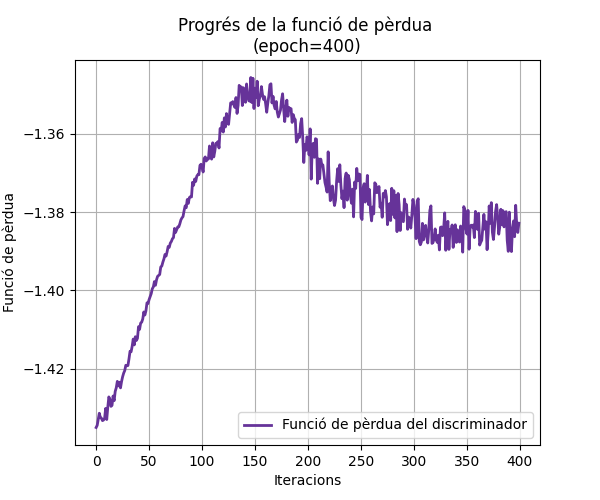 Progrés de la funció de pèrdua
(epoch=400)
Funció de pèrdua
−1.36
−1.38
−1.40
−1.42
Funció de pèrdua del discriminador
0 50 100 150 200 250 300 350 400
Iteracions